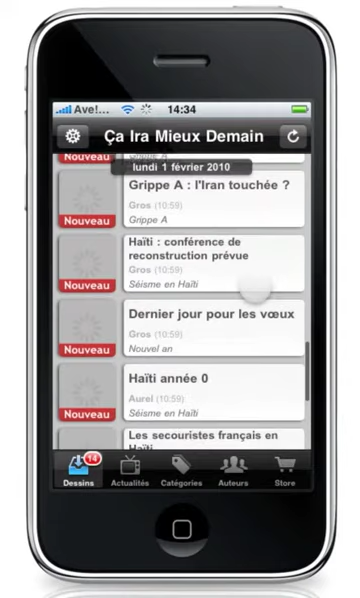 Ave!... 14:34
Ça Ira Mieux Demain
Nouveau
Grippe A
lundi 1 février 2010
Grippe A : l'Iran touchée ?
Gros (10:59)
Nouveau
Grippe A
Haïti : conférence de
reconstruction prévue
Gros (10:59)
Nouveau
Séisme en Haïti
Dernier jour pour les vœux
Gros (10:59)
Nouveau
Nouvel an
Haïti année 0
Aurel (10:59)
Nouveau
Séisme en Haïti
Les secouristes français en
Haïti
14
Dessins
Actualités
Catégories
Auteurs
Store